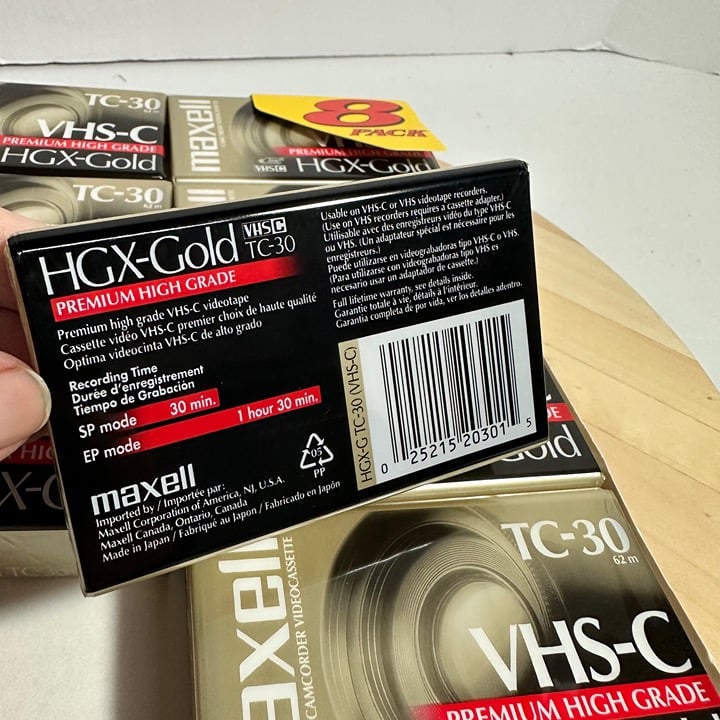 TC-30
62 m
VHS-C
PREMIUM HIGH GRADE
HGX-Gold
maxell
8
PACK
VHS C
HGX-Gold
TC-30
62 m
HGX-Gold VHS C
TC-30
PREMIUM HIGH GRADE
Premium high grade VHS-C videotape
Cassette vidéo VHS-C premier choix de haute qualité
Optima videocinta VHS-C de alto grado
Recording Time
Durée d'enregistrement
Tiempo de Grabación
SP mode 30 min.
EP mode 1 hour 30 min.
maxell
Imported by / Importée par:
Maxell Corporation of America, NJ, U.S.A.
Maxell Canada, Ontario, Canada
Made in Japan / Fabriqué au Japon / Fabricado en Japón
05
PP
Usable on VHS-C or VHS videotape recorders.
(Use on VHS recorders requires a cassette adapter.)
Utilisable avec des enregistreurs vidéo du type VHS-C
ou VHS. (Un adaptateur spécial est nécessaire pour les
enregistreurs.)
Puede utilizarse en videograbadoras tipo VHS-C o VHS.
(Para utilizarse con videograbadoras tipo VHS es
necesario usar un adaptador de cassette.)
Full lifetime warranty, see details inside.
Garantie totale à vie, détails à l'intérieur.
Garantia completa de por vida, ver los detalles adentro.
HGX-G TC-30 (VHS-C)
0 25215 20301 5
maxell
CAMCORDER VIDEOCASSETTE
TC-30
62 m
VHS-C
PREMIUM HIGH GRADE